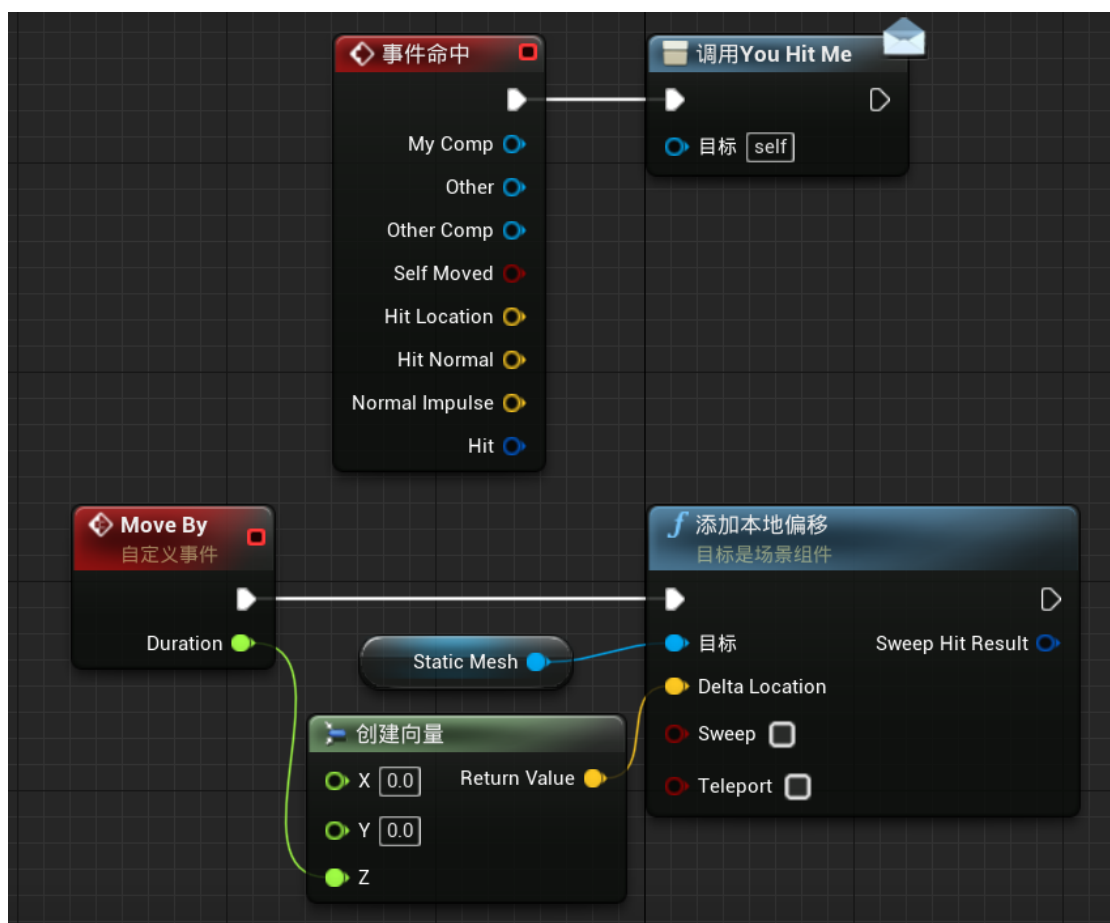 事件命中
My Comp
Other
Other Comp
Self Moved
Hit Location
Hit Normal
Normal Impulse
Hit
调用You Hit Me
目标 self
Move By
自定义事件
Duration
Static Mesh
创建向量
X 0.0 Return Value
Y 0.0
Z
添加本地偏移
目标是场景组件
目标 Sweep Hit Result
Delta Location
Sweep
Teleport